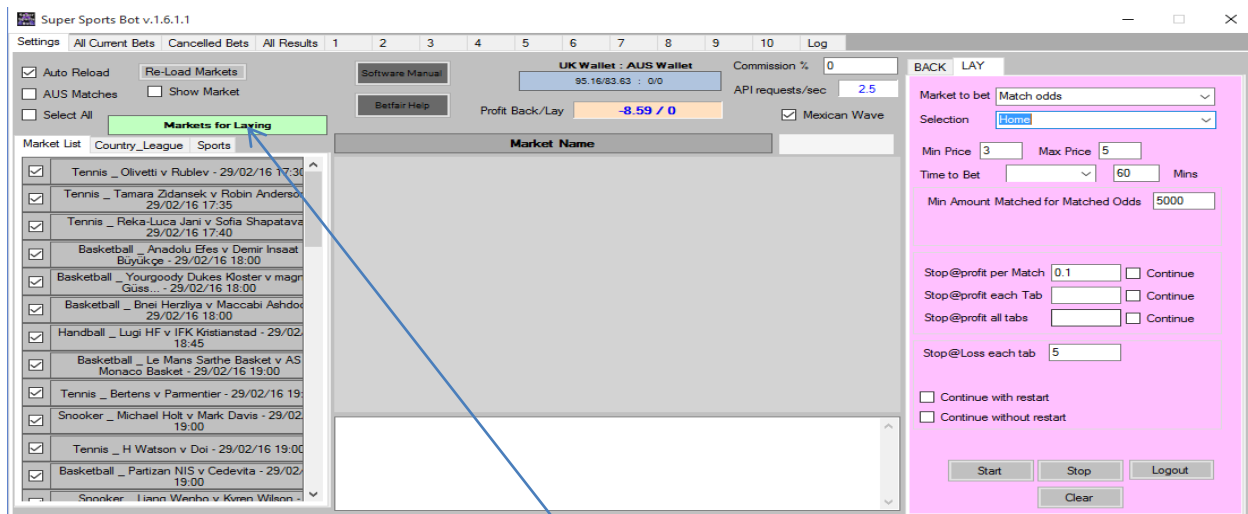 Super Sports Bot v.1.6.1.1
Settings All Current Bets Cancelled Bets All Results 1 2 3 4 5 6 7 8 9 10 Log
Auto Reload Re-Load Markets
AUS Matches Show Market
Select All
Markets for Laying
Software Manual
Betfair Help
UK Wallet : AUS Wallet
95.16/83.63 : 0/0
Profit Back/Lay -8.59 / 0
Commission % 0
API requests/sec 2.5
Mexican Wave
Market List Country_League Sports
Market Name
Tennis _ Olivetti v Rublev - 29/02/16 17:30
Tennis _ Tamara Zidansek v Robin Anderso
29/02/16 17:35
Tennis _ Reka-Luca Jani v Sofia Shapatava
29/02/16 17:40
Basketball _ Anadolu Efes v Demir Insaat
Büyükçe - 29/02/16 18:00
Basketball _ Yourgoody Dukes Kloster v magn
Güss... - 29/02/16 18:00
Basketball _ Bnei Herzliya v Maccabi Ashdod
29/02/16 18:00
Handball _ Lugi HF v IFK Kristianstad - 29/02/
18:45
Basketball _ Le Mans Sarthe Basket v AS
Monaco Basket - 29/02/16 19:00
Tennis _ Bertens v Parmentier - 29/02/16 19:
Snooker _ Michael Holt v Mark Davis - 29/02
19:00
Tennis _ H Watson v Doi - 29/02/16 19:00
Basketball _ Partizan NIS v Cedevita - 29/02/
19:00
Snooker _ Liang Wenbo v Kyren Wilson -
BACK LAY
Market to bet Match odds
Selection Home
Min Price 3 Max Price 5
Time to Bet 60 Mins
Min Amount Matched for Matched Odds 5000
Stop@profit per Match 0.1 Continue
Stop@profit each Tab Continue
Stop@profit all tabs Continue
Stop@Loss each tab 5
Continue with restart
Continue without restart
Start Stop Logout
Clear